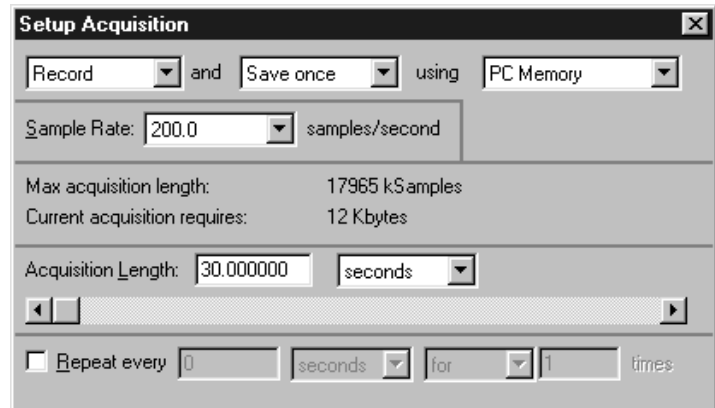 Setup Acquisition
Record and Save once using PC Memory
Sample Rate: 200.0 samples/second
Max acquisition length: 17965 kSamples
Current acquisition requires: 12 Kbytes
Acquisition Length: 30.000000 seconds
Repeat every 0 seconds for 1 times